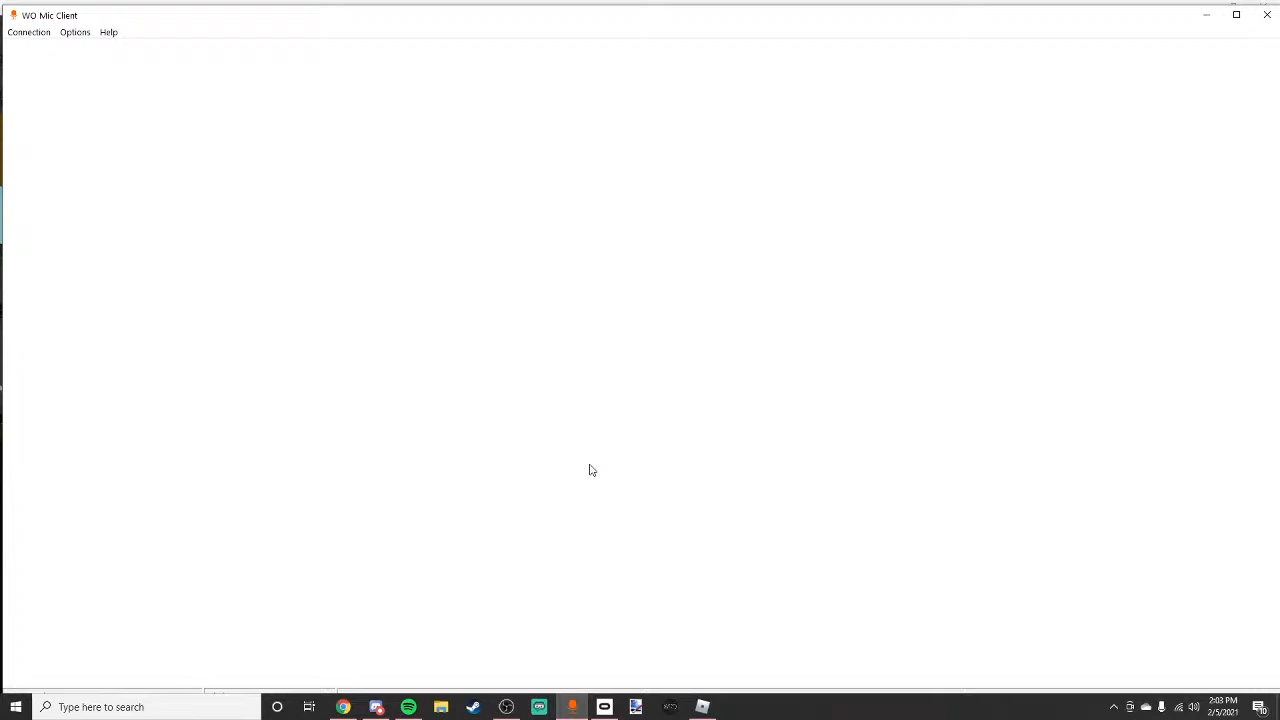 WO Mic Client
Connection Options Help
Type here to search
2:03 PM
2/5/2021